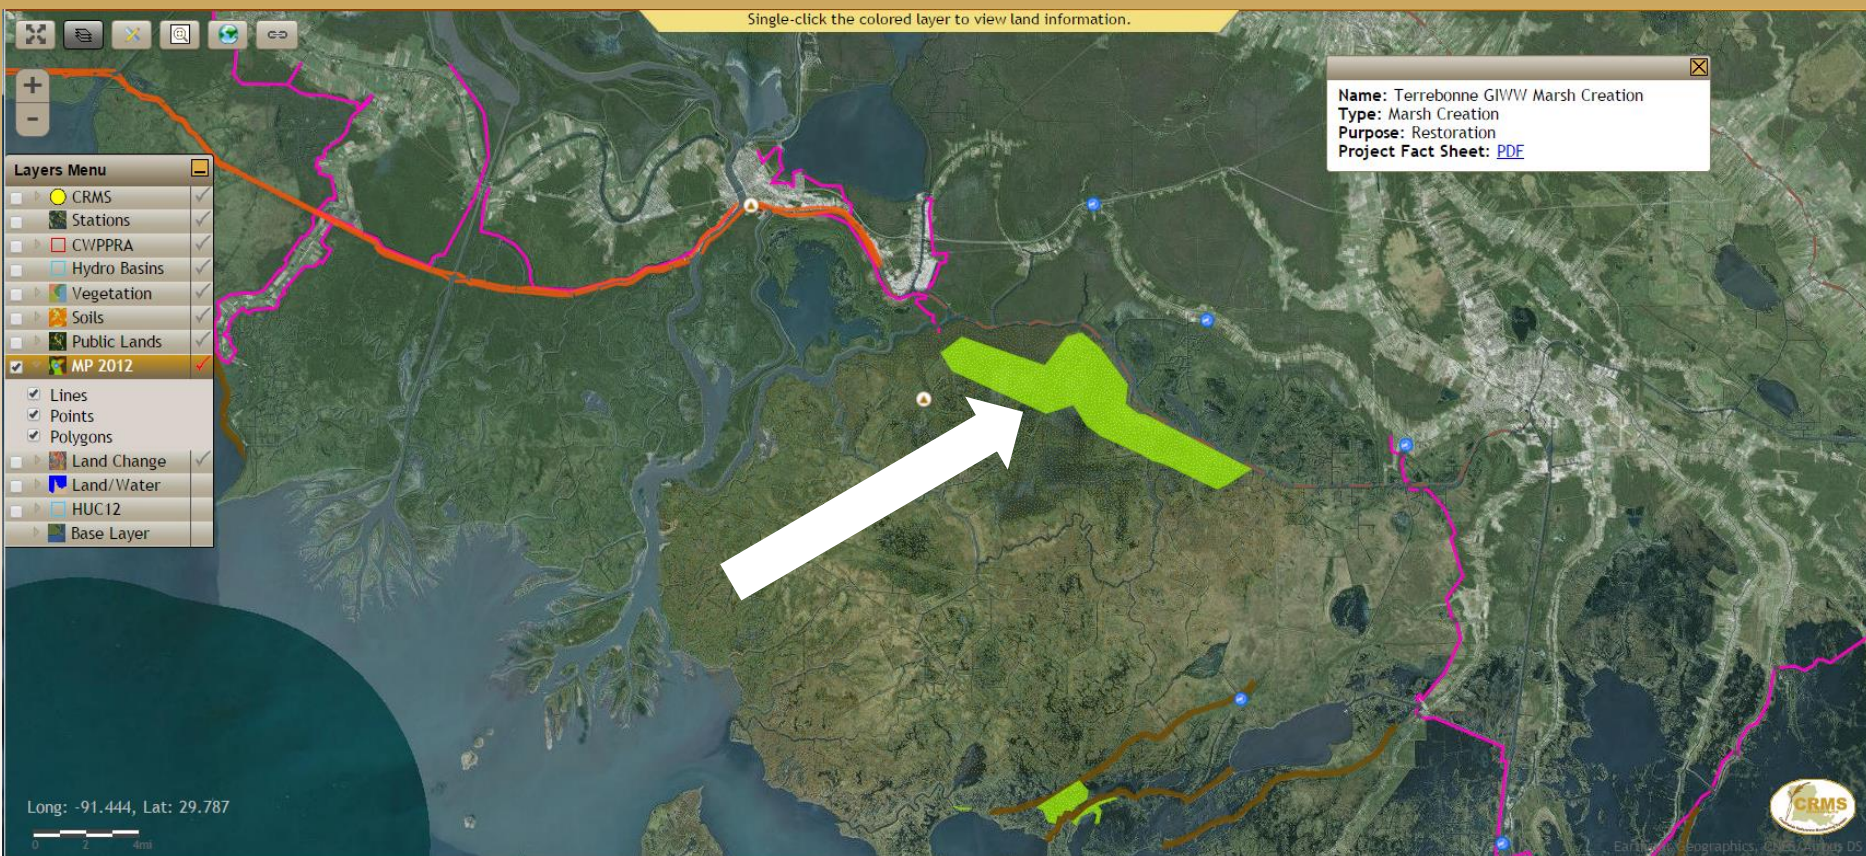 Single-click the colored layer to view land information.
Name: Terrebonne GIWW Marsh Creation
Type: Marsh Creation
Purpose: Restoration
Project Fact Sheet: PDF
+
-
Layers Menu
CRMS
Stations
CWPPRA
Hydro Basins
Vegetation
Soils
Public Lands
MP 2012
Lines
Points
Polygons
Land Change
Land/Water
HUC12
Base Layer
Long: -91.444, Lat: 29.787
0 2 4mi
CRMS